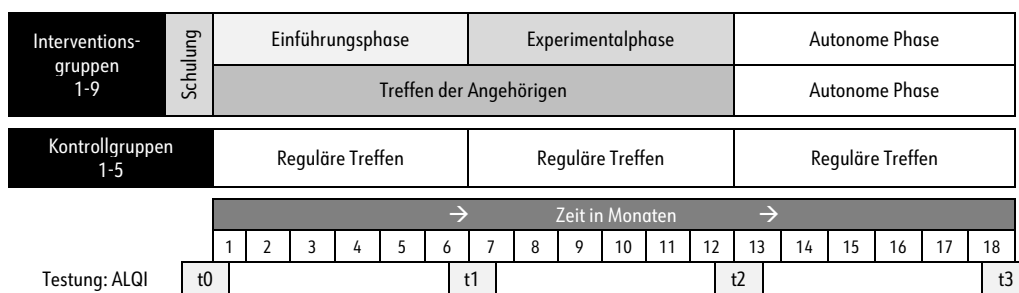 Interventions-
gruppen
1-9
Schulung
Einführungsphase
Experimentalphase
Autonome Phase
Treffen der Angehörigen
Autonome Phase
Kontrollgruppen
1-5
Reguläre Treffen
Reguläre Treffen
Reguläre Treffen
→ Zeit in Monaten →
1 2 3 4 5 6 7 8 9 10 11 12 13 14 15 16 17 18
Testung: ALQI t0 t1 t2 t3